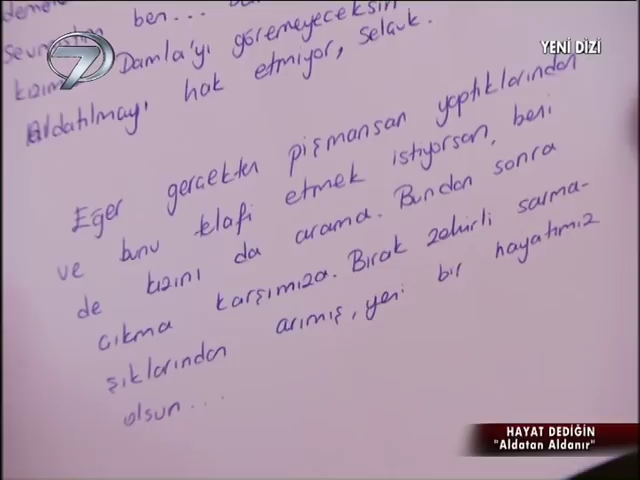 ben...
Damla'yı göremeyeceksin
Aldatılmayı hak etmiyor, Selçuk.
YENİ DİZİ
7
Eğer gerçekten pişmansan yaptıklarından
ve bunu telafi etmek istiyorsan, beni
de kızını da arama. Bundan sonra
çıkma karşımıza. Bırak zehirli sarma-
şıklarından arınmış, yeni bir hayatımız
olsun...
HAYAT DEDİĞİN
"Aldatan Aldanır"